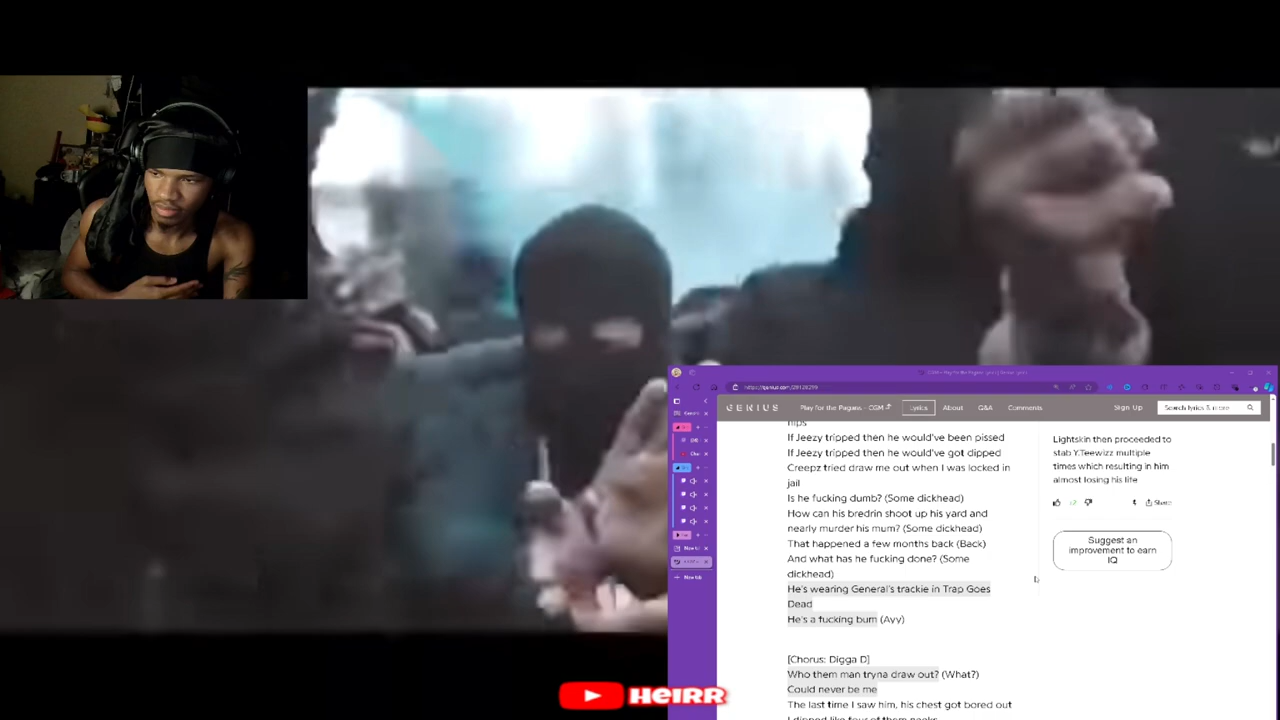 GENIUS
Play for the Pagans - CGM
Lyrics
About
Q&A
Comments
Sign Up
Search lyrics & more
If Jeezy tripped then he would've been pissed
If Jeezy tripped then he would've got dipped
Creepz tried draw me out when I was locked in
jail
Is he fucking dumb? (Some dickhead)
How can his bredrin shoot up his yard and
nearly murder his mum? (Some dickhead)
That happened a few months back (Back)
And what has he fucking done? (Some
dickhead)
He's wearing General's trackie in Trap Goes
Dead
He's a fucking bum (Ayy)
[Chorus: Digga D]
Who them man tryna draw out? (What?)
Could never be me
The last time I saw him, his chest got bored out
Lightskin then proceeded to
stab Y.Teewizz multiple
times which resulting in him
almost losing his life
Share
Suggest an
improvement to earn
IQ
New tab
HEIRR